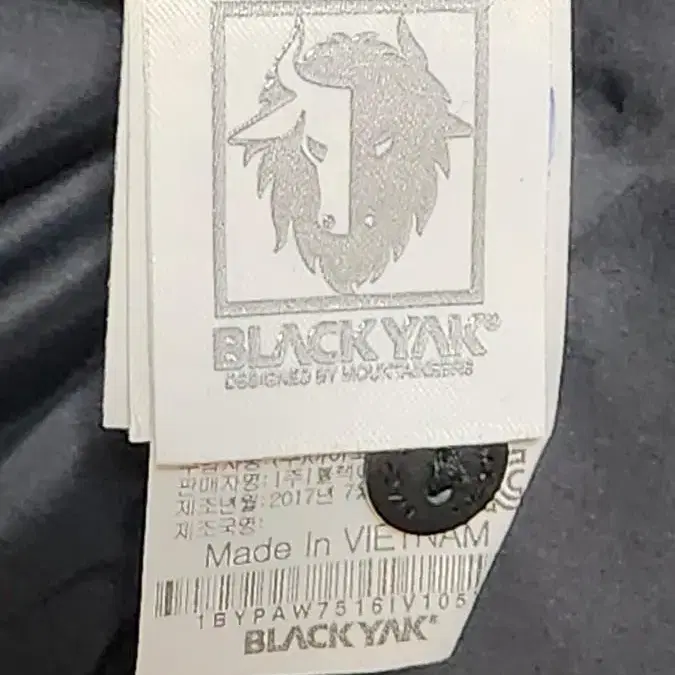 BLACKYAK®
DESIGNED BY MOUNTAINEERS
판매자명:(주)블랙야
제조년월:2017년 7
제조국명:
Made In VIETNAM
1BYPAW7516IV105
BLACKYAK®